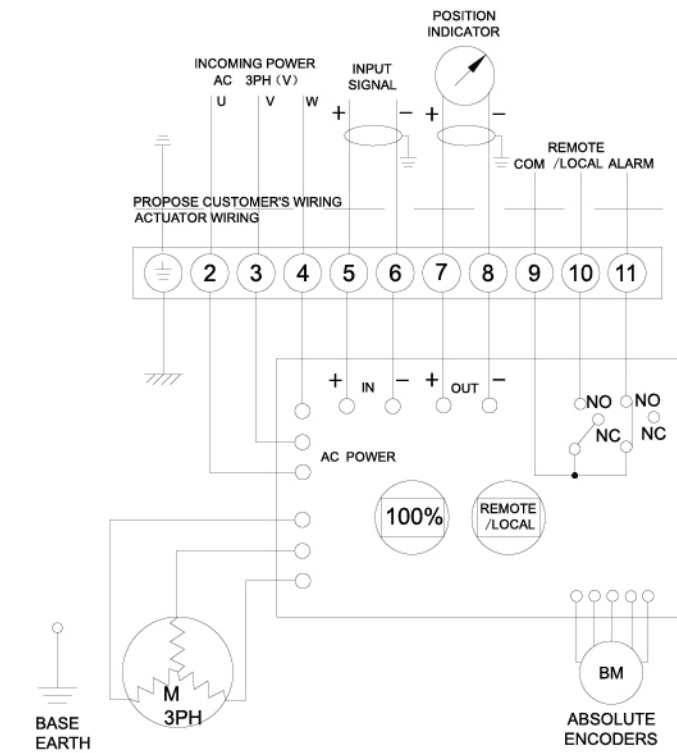 POSITION
INDICATOR
INCOMING POWER
AC 3PH (V)
U V W
INPUT
SIGNAL
+ −
+ −
REMOTE
COM /LOCAL ALARM
PROPOSE CUSTOMER'S WIRING
ACTUATOR WIRING
2 3 4 5 6 7 8 9 10 11
+ IN − + OUT −
NO NO
NC NC
AC POWER
100%
REMOTE
/LOCAL
M
3PH
BM
BASE
EARTH
ABSOLUTE
ENCODERS